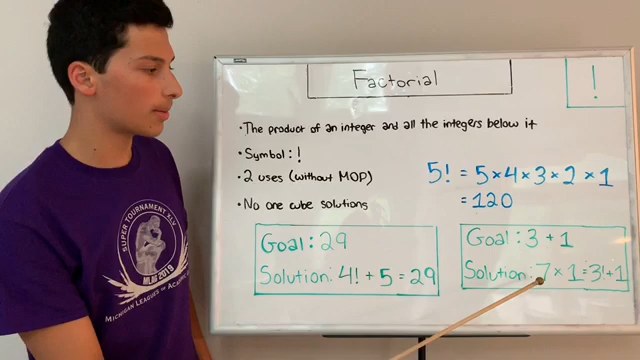 Factorial
!
• The product of an integer and all the integers below it
• Symbol: !
• 2 uses (without MOP)
• No one cube solutions
5! = 5 × 4 × 3 × 2 × 1
= 120
Goal: 29
Solution: 4! + 5 = 29
Goal: 3 + 1
Solution: 7 × 1 = 3! + 1
SUPER TOURNAMENT XLV
MLAG 2019
MICHIGAN LEAGUES OF ACADEMIC